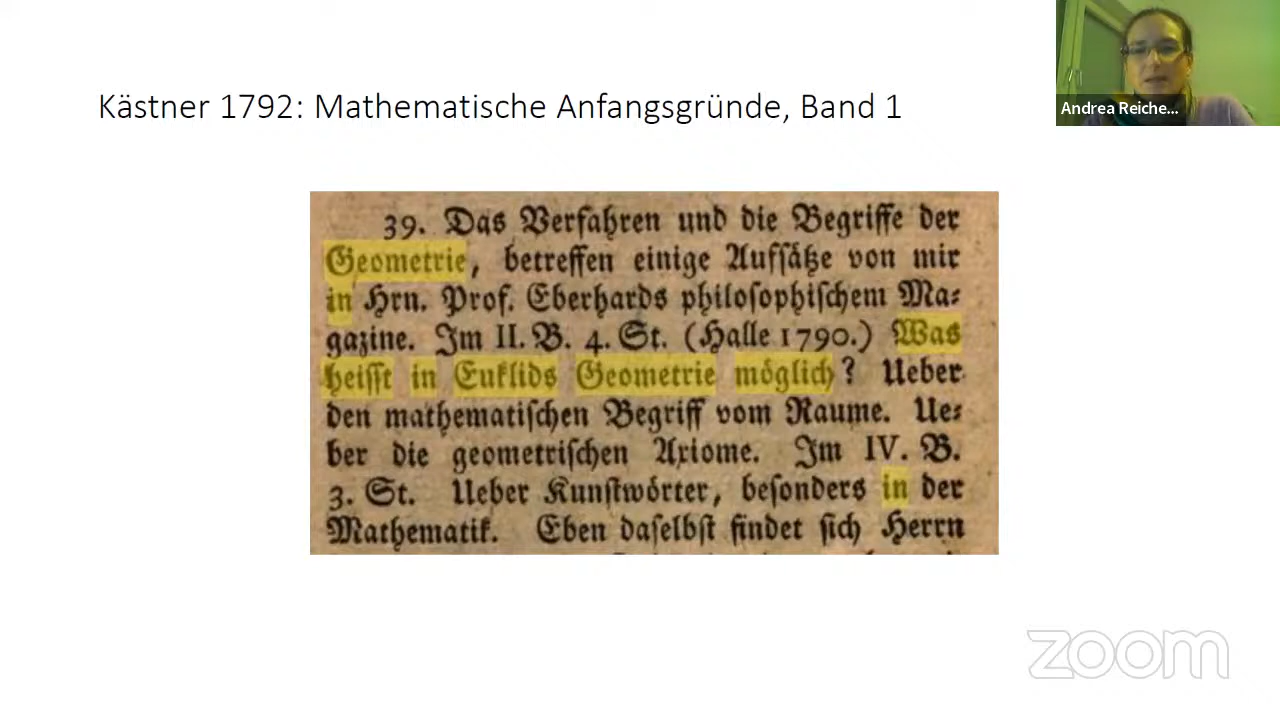 Kästner 1792: Mathematische Anfangsgründe, Band 1
Andrea Reiche...
39. Das Verfahren und die Begriffe der
Geometrie, betreffen einige Aufsätze von mir
in Hrn. Prof. Eberhards philosophischem Ma-
gazine. Im II. B. 4. St. (Halle 1790.) Was
heisst in Euklids Geometrie möglich? Ueber
den mathematischen Begriff vom Raume. Ue-
ber die geometrischen Axiome. Im IV. B.
3. St. Ueber Kunstwörter, besonders in der
Mathematik. Eben daselbst findet sich Herrn
zoom